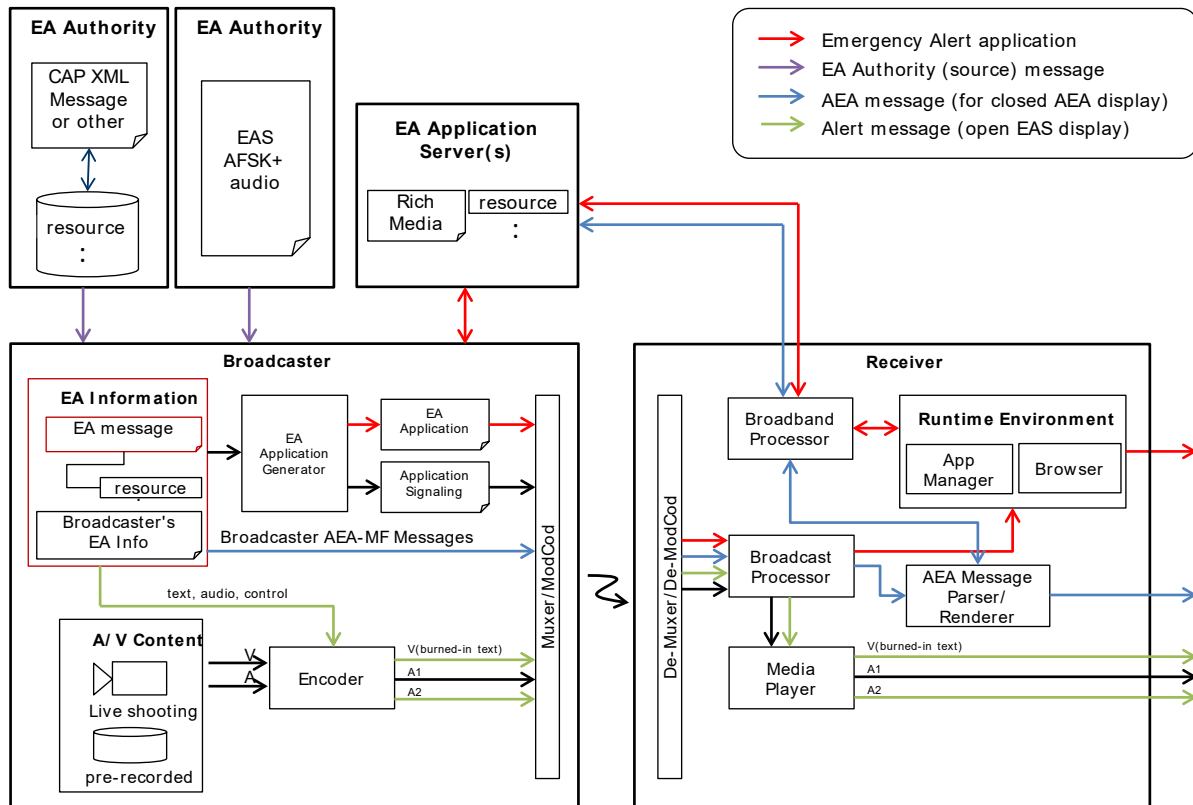 EA Authority
CAP XML
Message
or other
resource
:
EA Authority
EAS
AFSK+
audio
EA Application
Server(s)
Rich
Media
resource
:
Emergency Alert application
EA Authority (source) message
AEA message (for closed AEA display)
Alert message (open EAS display)
Broadcaster
EA Information
EA message
resource
:
Broadcaster's
EA Info
EA
Application
Generator
EA
Application
Application
Signaling
Broadcaster AEA-MF Messages
text, audio, control
A/ V Content
Live shooting
pre-recorded
V
A
Encoder
V(burned-in text)
A1
A2
Muxer/ModCod
Receiver
De-Muxer/De-ModCod
Broadband
Processor
Runtime Environment
App
Manager
Browser
Broadcast
Processor
AEA Message
Parser/
Renderer
Media
Player
V(burned-in text)
A1
A2